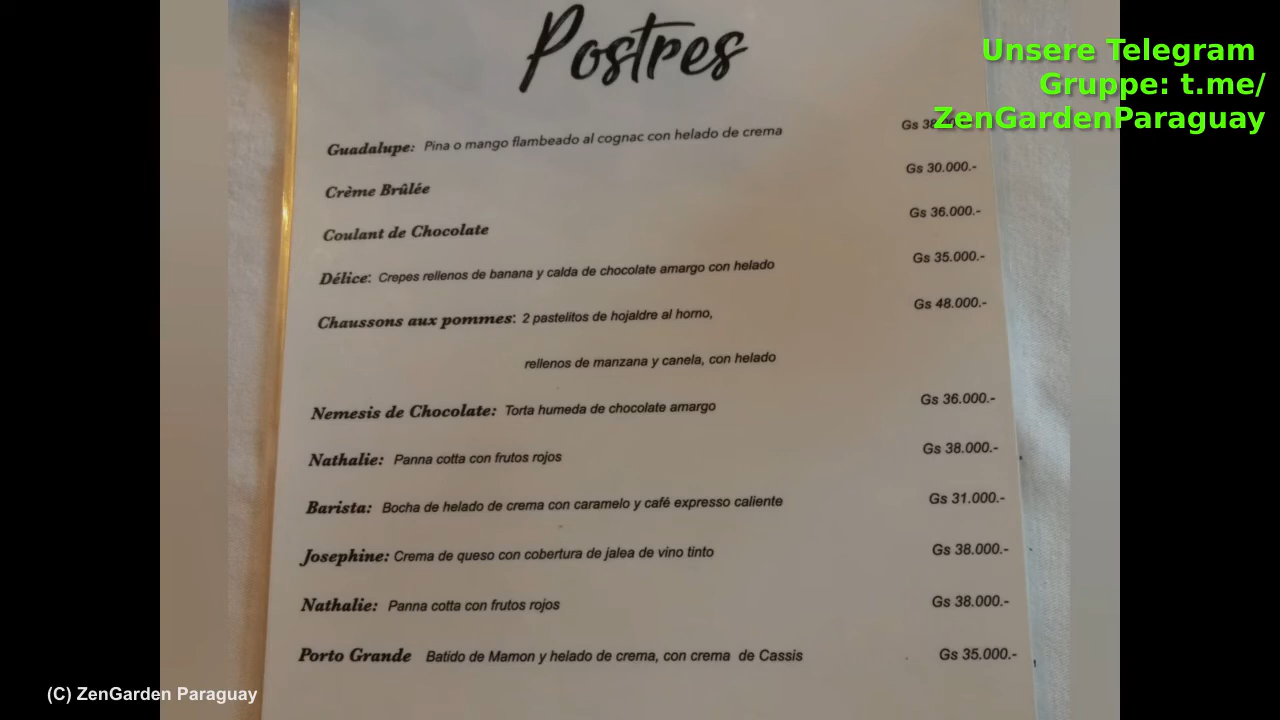 Postres
Unsere Telegram
Gruppe: t.me/
ZenGardenParaguay
Guadalupe: Pina o mango flambeado al cognac con helado de crema Gs
Crème Brûlée Gs 30.000.-
Coulant de Chocolate Gs 36.000.-
Délice: Crepes rellenos de banana y calda de chocolate amargo con helado Gs 35.000.-
Chaussons aux pommes: 2 pastelitos de hojaldre al horno, Gs 48.000.-
rellenos de manzana y canela, con helado
Nemesis de Chocolate: Torta humeda de chocolate amargo Gs 36.000.-
Nathalie: Panna cotta con frutos rojos Gs 38.000.-
Barista: Bocha de helado de crema con caramelo y café expresso caliente Gs 31.000.-
Josephine: Crema de queso con cobertura de jalea de vino tinto Gs 38.000.-
Nathalie: Panna cotta con frutos rojos Gs 38.000.-
Porto Grande Batido de Mamon y helado de crema, con crema de Cassis Gs 35.000.-
(C) ZenGarden Paraguay